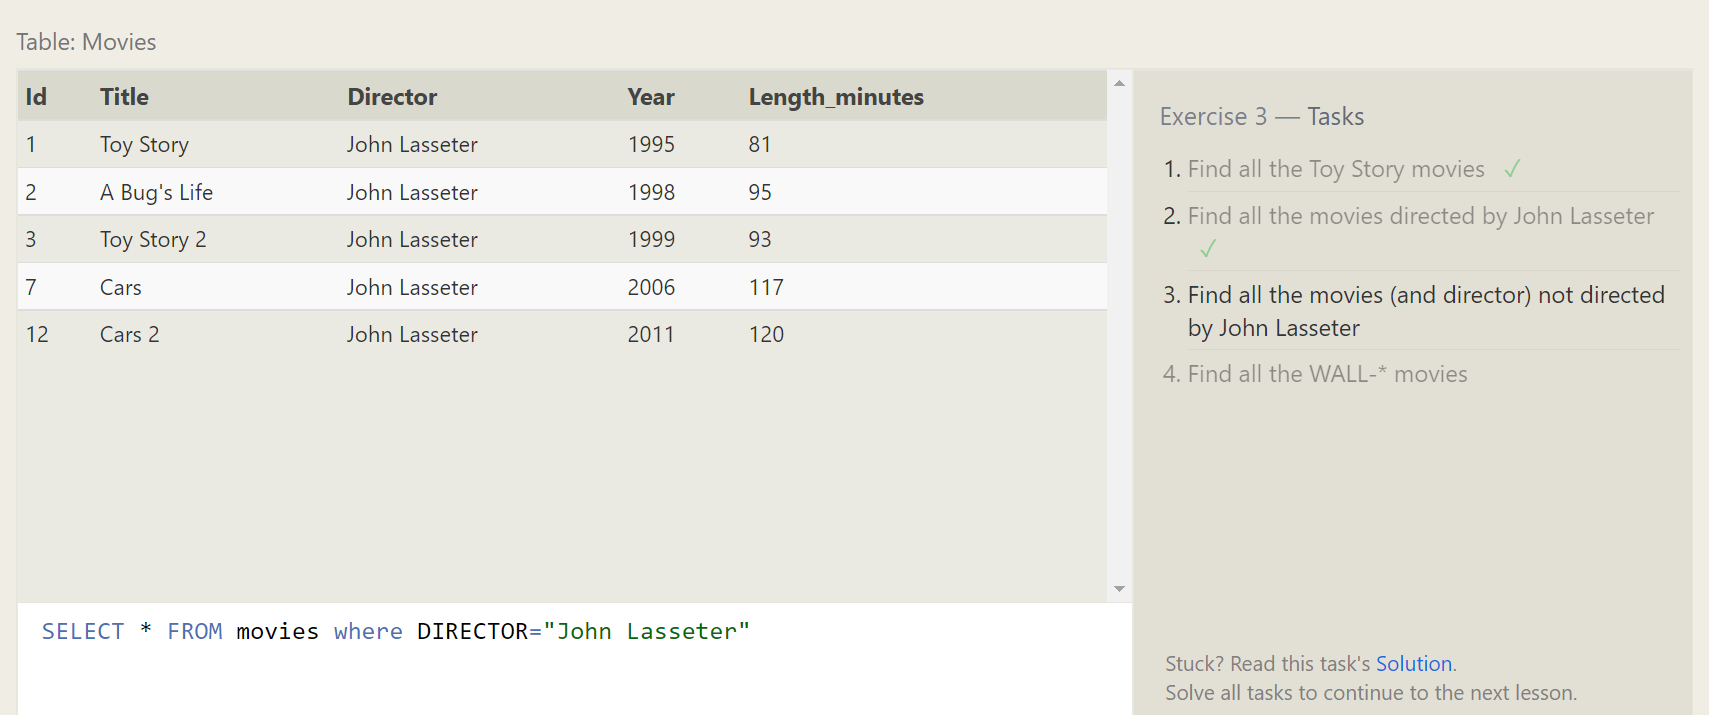 Table: Movies
Id Title Director Year Length_minutes
1 Toy Story John Lasseter 1995 81
2 A Bug's Life John Lasseter 1998 95
3 Toy Story 2 John Lasseter 1999 93
7 Cars John Lasseter 2006 117
12 Cars 2 John Lasseter 2011 120
SELECT * FROM movies where DIRECTOR="John Lasseter"
Exercise 3 — Tasks
1. Find all the Toy Story movies ✓
2. Find all the movies directed by John Lasseter
✓
3. Find all the movies (and director) not directed
by John Lasseter
4. Find all the WALL-* movies
Stuck? Read this task's Solution.
Solve all tasks to continue to the next lesson.